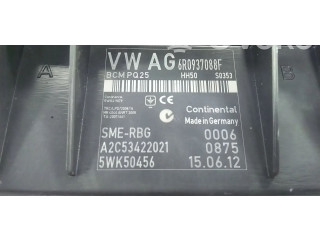 VW AG 6R0937088F
BCM PQ25 HH50 S0353
Continental
Made in Germany
SME-RBG 0006
A2C53422021 0875
5WK50456 15.06.12
A B